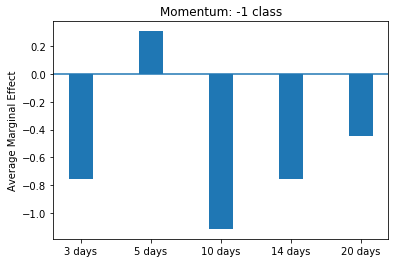 Momentum: -1 class
Average Marginal Effect
0.2
0.0
−0.2
−0.4
−0.6
−0.8
−1.0
3 days
5 days
10 days
14 days
20 days